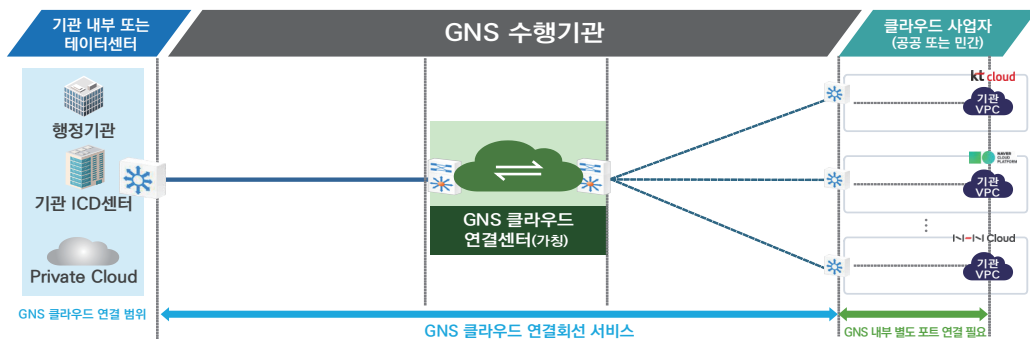 기관 내부 또는
테이터센터
GNS 수행기관
클라우드 사업자
(공공 또는 민간)
행정기관
기관 ICD센터
Private Cloud
GNS 클라우드
연결센터(가칭)
kt cloud
기관
VPC
NAVER
CLOUD
PLATFORM
기관
VPC
⋮
NHN Cloud
기관
VPC
GNS 클라우드 연결 범위
GNS 클라우드 연결회선 서비스
GNS 내부 별도 포트 연결 필요